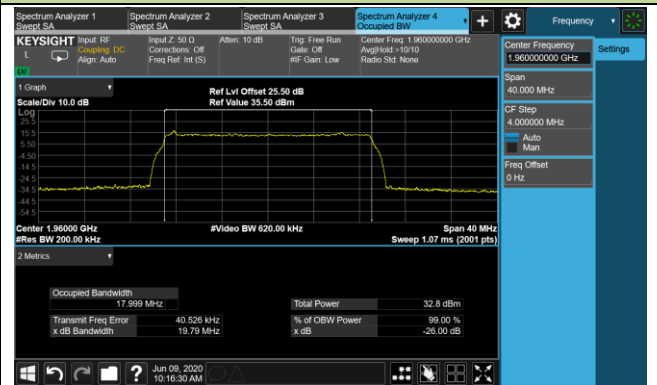 Spectrum Analyzer 1
Swept SA
Spectrum Analyzer 2
Swept SA
Spectrum Analyzer 3
Swept SA
Spectrum Analyzer 4
Occupied BW
+
Frequency
KEYSIGHT
L
LW
Input: RF
Coupling: DC
Align: Auto
Input Z: 50 Ω
Corrections: Off
Freq Ref: Int (S)
Atten: 10 dB
Trig: Free Run
Gate: Off
#IF Gain: Low
Center Freq: 1.960000000 GHz
Avg|Hold:>10/10
Radio Std: None
Center Frequency
1.960000000 GHz
Settings
Span
40.000 MHz
CF Step
4.000000 MHz
Auto
Man
Freq Offset
0 Hz
1 Graph
Scale/Div 10.0 dB
Ref Lvl Offset 25.50 dB
Ref Value 35.50 dBm
Log
25.5
15.5
5.50
-4.50
-14.5
-24.5
-34.5
-44.5
-54.5
Center 1.96000 GHz
#Video BW 620.00 kHz
Span 40 MHz
#Res BW 200.00 kHz
Sweep 1.07 ms (2001 pts)
2 Metrics
Occupied Bandwidth
17.999 MHz
Total Power
32.8 dBm
Transmit Freq Error
40.526 kHz
% of OBW Power
99.00 %
x dB Bandwidth
19.79 MHz
x dB
-26.00 dB
?
Jun 09, 2020
10:16:30 AM